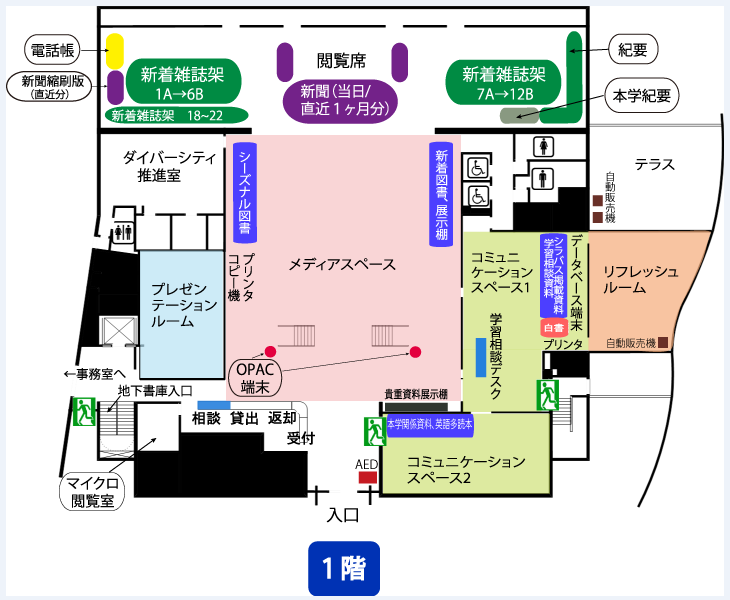 電話帳
新聞縮刷版
(直近分)
新着雑誌架
1A→6B
新着雑誌架 18~22
閲覧席
新聞(当日/
直近1ヶ月分)
新着雑誌架
7A→12B
紀要
本学紀要
ダイバーシティ
推進室
シーズナル図書
新着図書、展示棚
テラス
自動販売機
プレゼン
テーション
ルーム
プリンタ
コピー機
メディアスペース
コミュニ
ケーション
スペース1
シラバス掲載資料
学習相談資料
データベース端末
白書
プリンタ
リフレッシュ
ルーム
自動販売機
学習相談デスク
OPAC
端末
←事務室へ
地下書庫入口
相談 貸出 返却
受付
貴重資料展示棚
本学関係資料、英語多読本
マイクロ
閲覧室
AED
コミュニケーション
スペース2
入口
1階